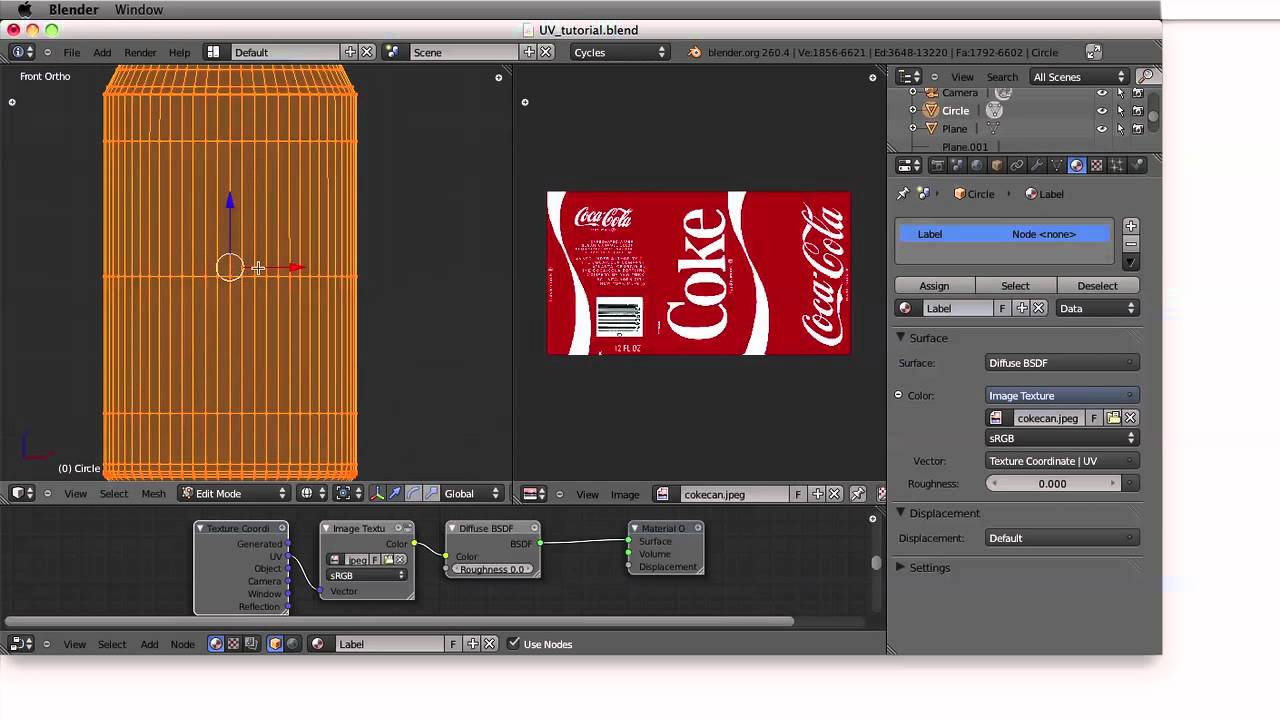 Blender Window
UV_tutorial.blend
File Add Render Help Default Scene Cycles blender.org 260.4 | Ve:1856-6621 | Ed:3648-13220 | Fa:1792-6602 | Circle
Front Ortho
View Search All Scenes
Camera
Circle
Plane
Plane.001
Circle Label
Label Node <none>
Assign Select Deselect
Label F Data
Surface
Surface: Diffuse BSDF
Color: Image Texture
cokecan.jpeg F
sRGB
Vector: Texture Coordinate | UV
Roughness: 0.000
Displacement
Displacement: Default
Settings
Coca-Cola
Coke
Coca-Cola
12 FL OZ
(0) Circle
View Select Mesh Edit Mode Global
View Image cokecan.jpeg F
Texture Coordi
Generated
UV
Object
Camera
Window
Reflection
Image Textu
Color
jpeg F
sRGB
Vector
Diffuse BSDF
BSDF
Color
Roughness 0.0
Material O
Surface
Volume
Displacement
View Select Add Node Label F Use Nodes